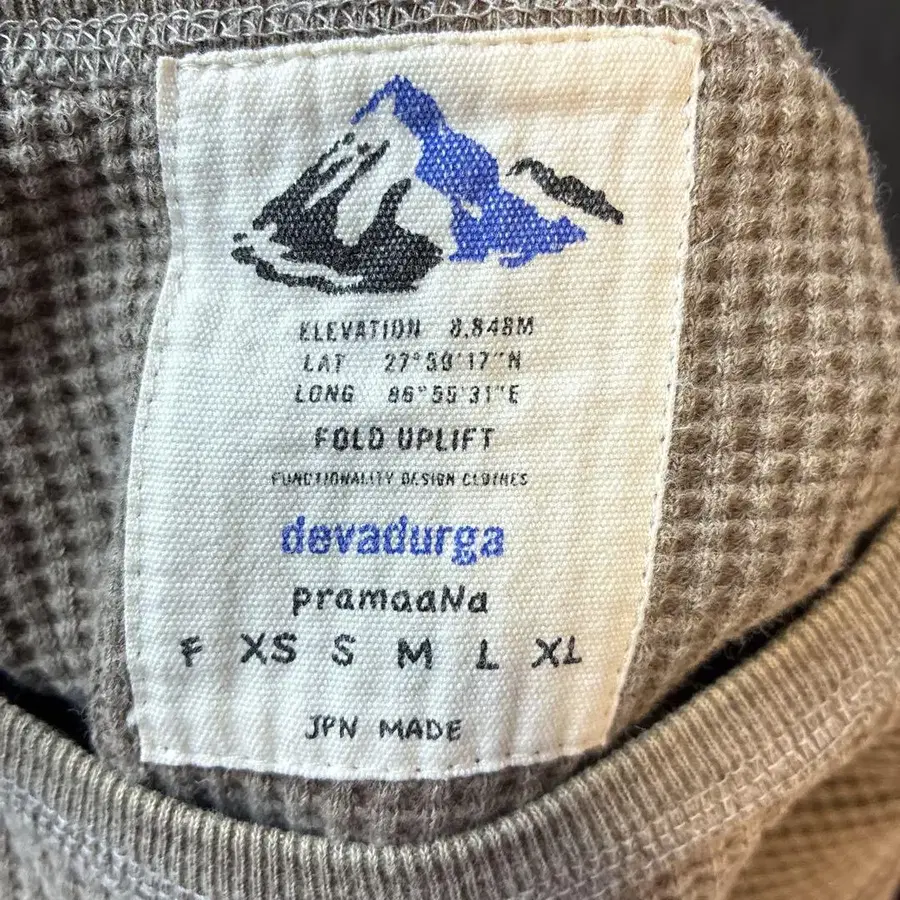 ELEVATION 8,848M
LAT 27°59'17"N
LONG 86°55'31"E
FOLD UPLIFT
FUNCTIONALITY DESIGN CLOTHES
devadurga
pramaaNa
F XS S M L XL
JPN MADE